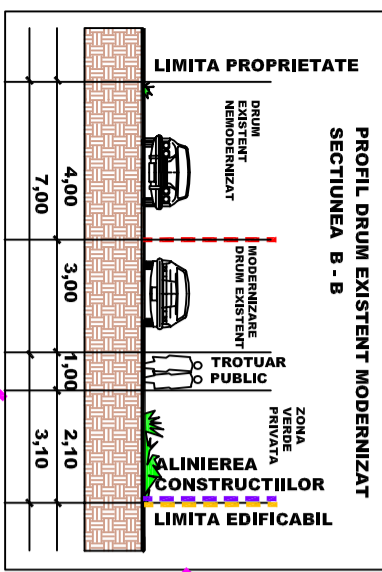 PROFIL DRUM EXISTENT MODERNIZAT
SECTIUNEA B - B
LIMITA PROPRIETATE
DRUM
EXISTENT
NEMODERNIZAT
MODERNIZARE
DRUM EXISTENT
TROTUAR
PUBLIC
ZONA
VERDE
PRIVATA
ALINIEREA
CONSTRUCTIILOR
LIMITA EDIFICABIL
4,00
3,00
1,00
2,10
7,00
3,10